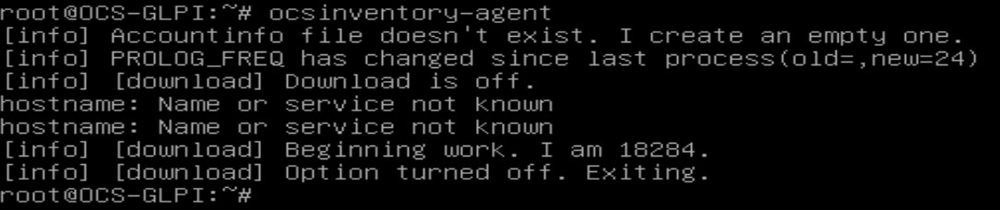 root@OCS-GLPI:~# ocsinventory-agent
[info] Accountinfo file doesn't exist. I create an empty one.
[info] PROLOG_FREQ has changed since last process(old=,new=24)
[info] [download] Download is off.
hostname: Name or service not known
hostname: Name or service not known
[info] [download] Beginning work. I am 18284.
[info] [download] Option turned off. Exiting.
root@OCS-GLPI:~#